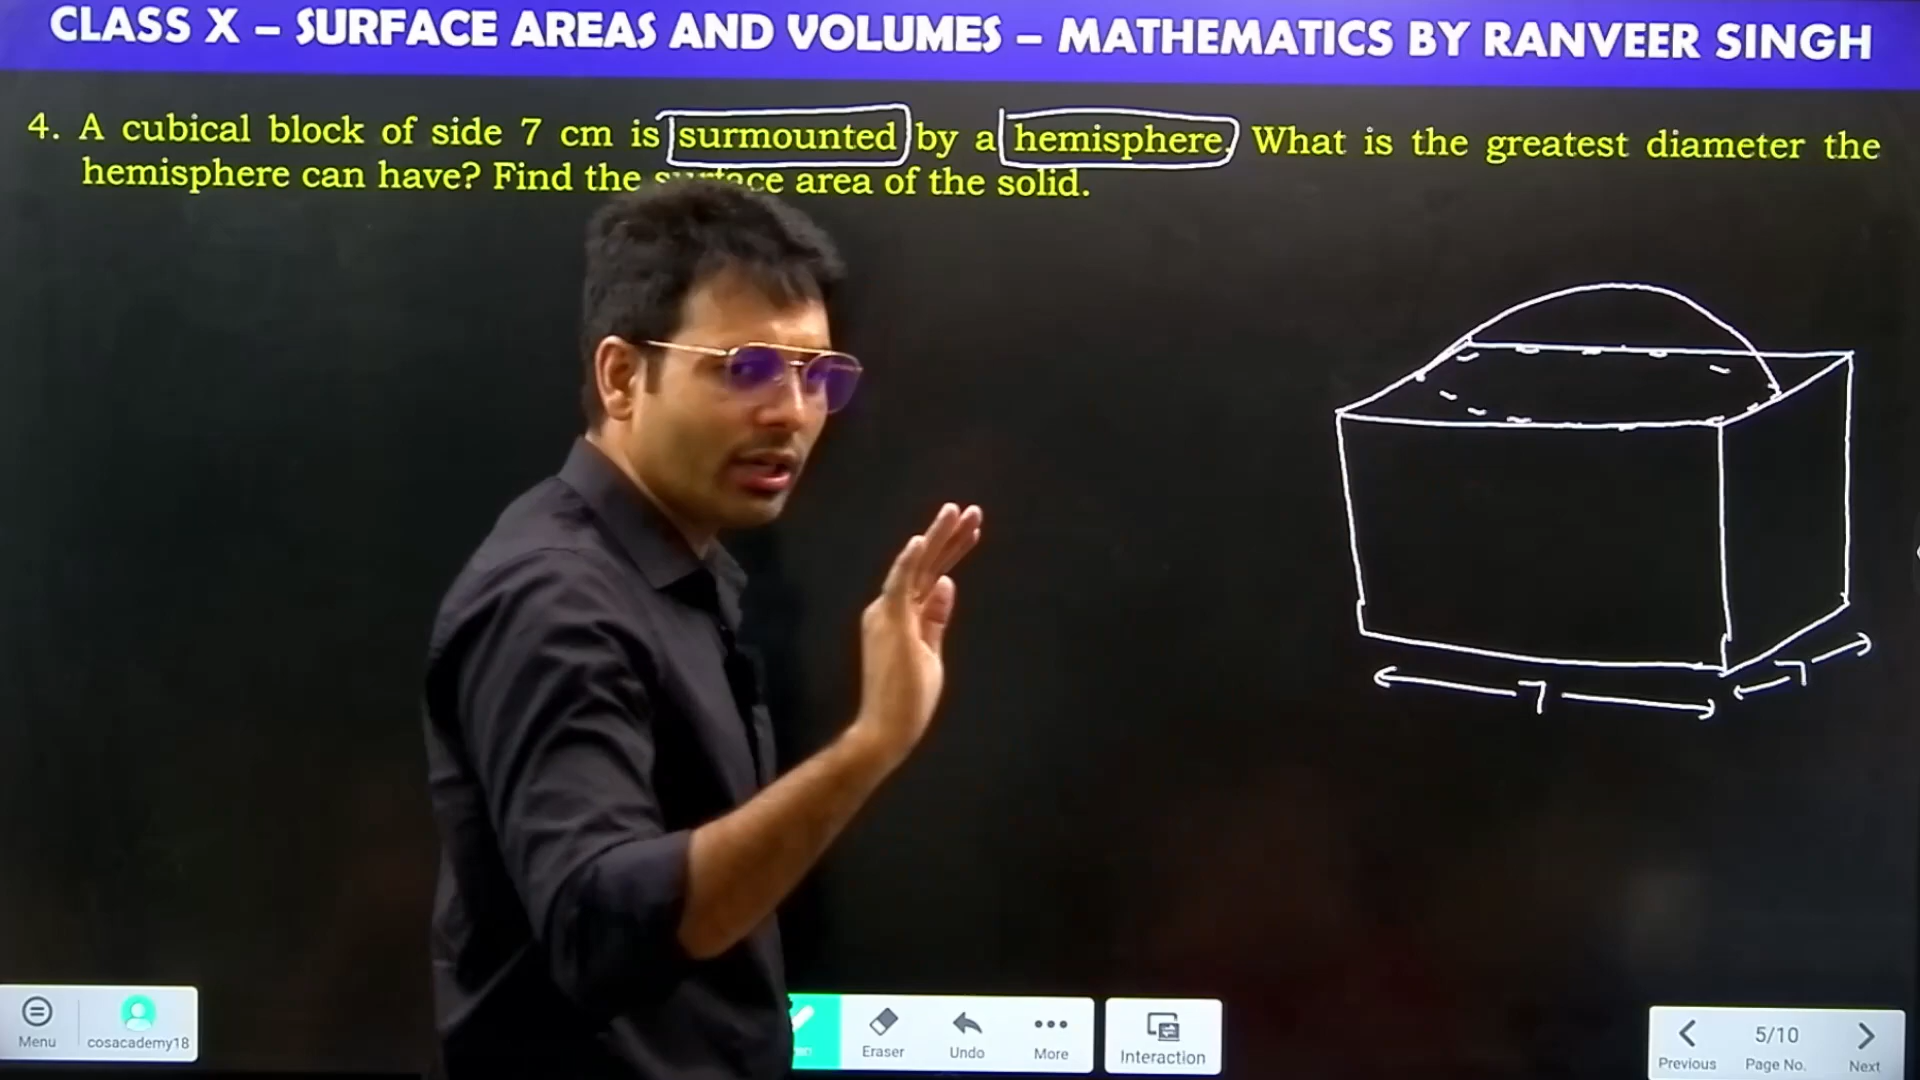 CLASS X – SURFACE AREAS AND VOLUMES – MATHEMATICS BY RANVEER SINGH
4. A cubical block of side 7 cm is surmounted by a hemisphere. What is the greatest diameter the
hemisphere can have? Find the surface area of the solid.
7
7
Menu
cosacademy18
Eraser
Undo
More
Interaction
Previous
5/10
Page No.
Next